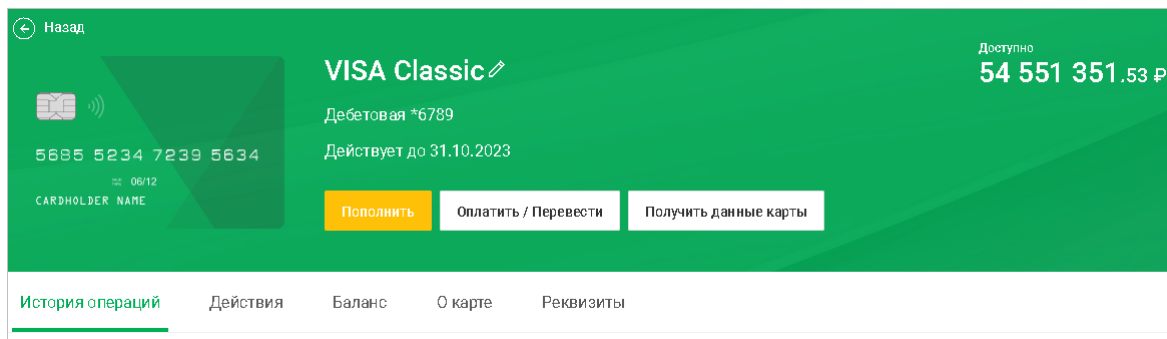 Назад
Доступно
54 551 351.53 ₽
VISA Classic
Дебетовая *6789
Действует до 31.10.2023
5685 5234 7239 5634
06/12
CARDHOLDER NAME
Пополнить
Оплатить / Перевести
Получить данные карты
История операций Действия Баланс О карте Реквизиты